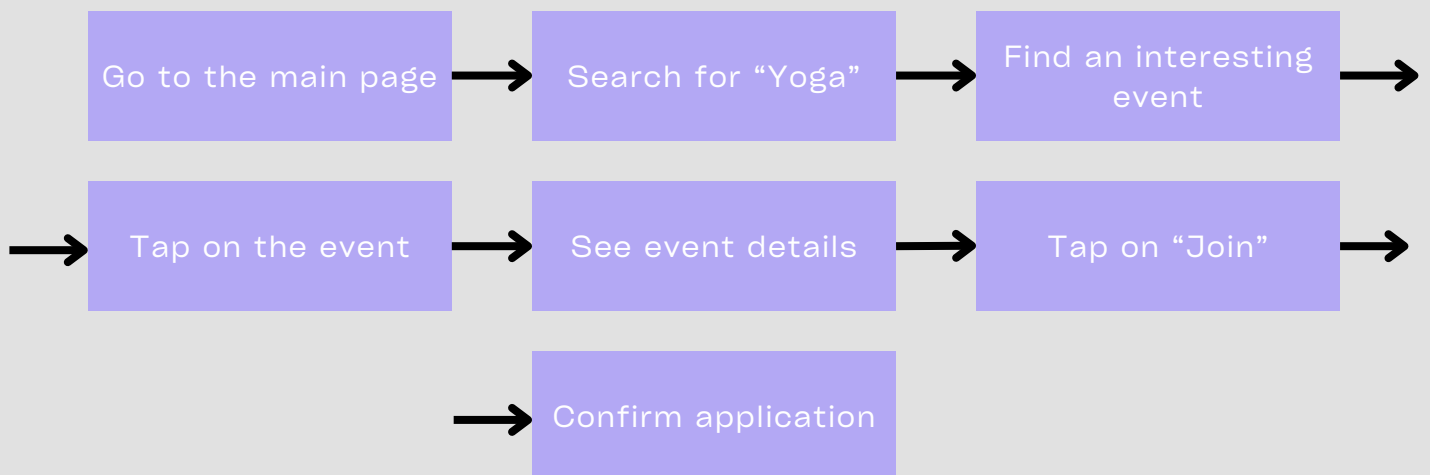 Go to the main page
Search for “Yoga”
Find an interesting
event
Tap on the event
See event details
Tap on “Join”
Confirm application